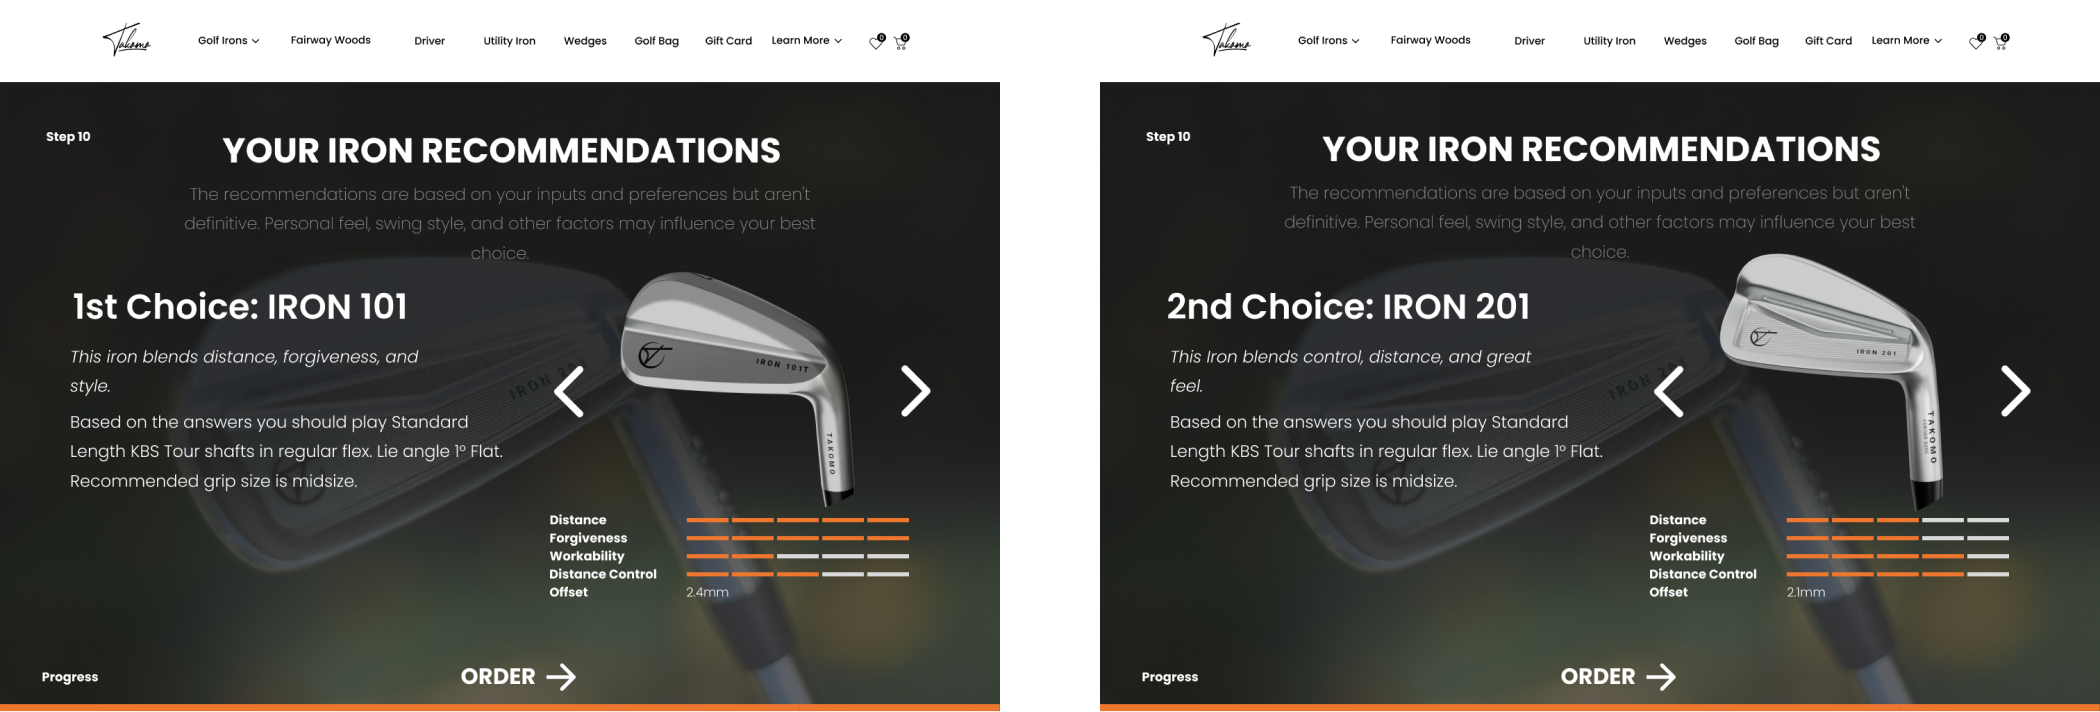 Takomo
Golf Irons
Fairway Woods
Driver
Utility Iron
Wedges
Golf Bag
Gift Card
Learn More
0
0
Step 10
YOUR IRON RECOMMENDATIONS
The recommendations are based on your inputs and preferences but aren't
definitive. Personal feel, swing style, and other factors may influence your best
choice.
1st Choice: IRON 101
This iron blends distance, forgiveness, and
style.
Based on the answers you should play Standard
Length KBS Tour shafts in regular flex. Lie angle 1º Flat.
Recommended grip size is midsize.
IRON 101T
TAKOMO
Distance
Forgiveness
Workability
Distance Control
Offset 2.4mm
Progress
ORDER
Takomo
Golf Irons
Fairway Woods
Driver
Utility Iron
Wedges
Golf Bag
Gift Card
Learn More
0
0
Step 10
YOUR IRON RECOMMENDATIONS
The recommendations are based on your inputs and preferences but aren't
definitive. Personal feel, swing style, and other factors may influence your best
choice.
2nd Choice: IRON 201
This Iron blends control, distance, and great
feel.
Based on the answers you should play Standard
Length KBS Tour shafts in regular flex. Lie angle 1º Flat.
Recommended grip size is midsize.
IRON 201
TAKOMO
Distance
Forgiveness
Workability
Distance Control
Offset 2.1mm
Progress
ORDER